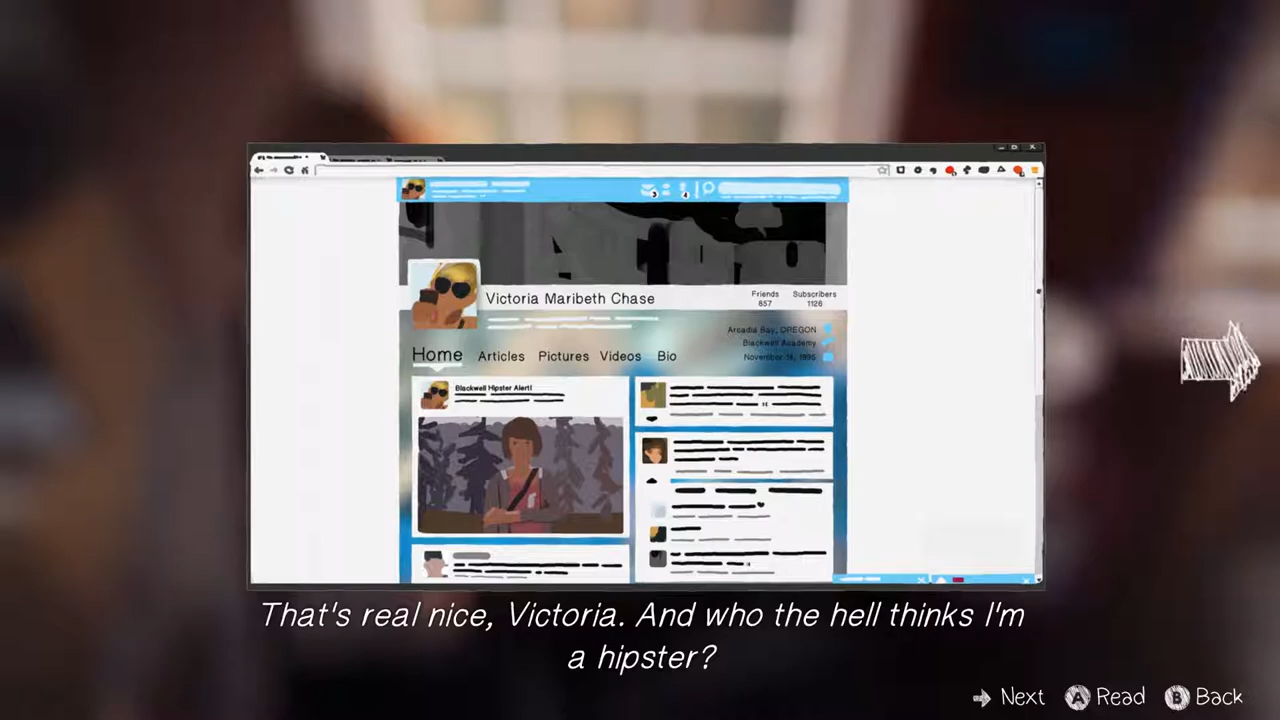 Victoria Maribeth Chase
Friends
857
Subscribers
1126
Arcadia Bay, OREGON
Blackwell Academy
November 14, 1995
Home Articles Pictures Videos Bio
Blackwell Hipster Alert!
That's real nice, Victoria. And who the hell thinks I'm
a hipster?
Next A Read B Back